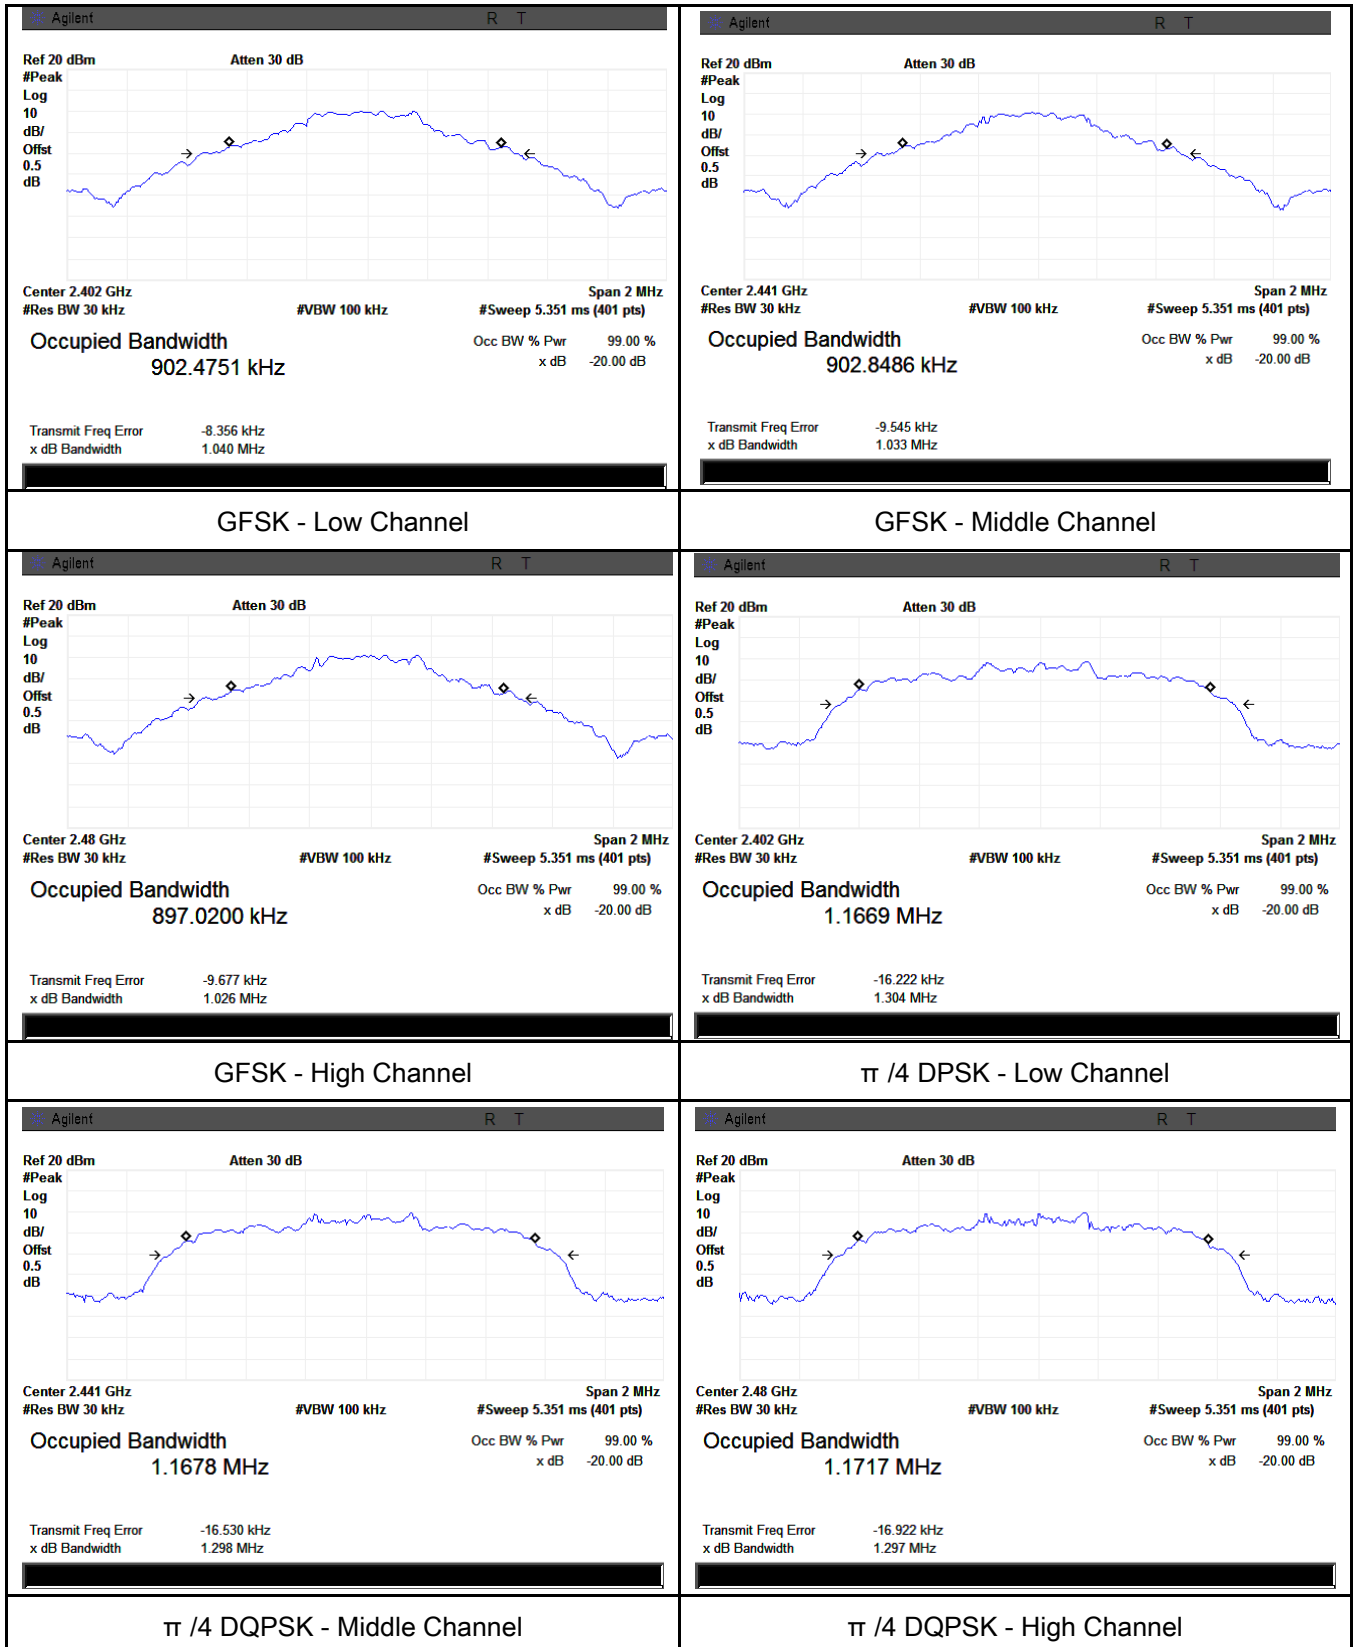 Agilent R T
Ref 20 dBm Atten 30 dB
#Peak
Log
10
dB/
Offst
0.5
dB
Center 2.402 GHz Span 2 MHz
#Res BW 30 kHz #VBW 100 kHz #Sweep 5.351 ms (401 pts)
Occupied Bandwidth Occ BW % Pwr 99.00 %
902.4751 kHz x dB -20.00 dB
Transmit Freq Error -8.356 kHz
x dB Bandwidth 1.040 MHz
GFSK - Low Channel
Agilent R T
Ref 20 dBm Atten 30 dB
#Peak
Log
10
dB/
Offst
0.5
dB
Center 2.441 GHz Span 2 MHz
#Res BW 30 kHz #VBW 100 kHz #Sweep 5.351 ms (401 pts)
Occupied Bandwidth Occ BW % Pwr 99.00 %
902.8486 kHz x dB -20.00 dB
Transmit Freq Error -9.545 kHz
x dB Bandwidth 1.033 MHz
GFSK - Middle Channel
Agilent R T
Ref 20 dBm Atten 30 dB
#Peak
Log
10
dB/
Offst
0.5
dB
Center 2.48 GHz Span 2 MHz
#Res BW 30 kHz #VBW 100 kHz #Sweep 5.351 ms (401 pts)
Occupied Bandwidth Occ BW % Pwr 99.00 %
897.0200 kHz x dB -20.00 dB
Transmit Freq Error -9.677 kHz
x dB Bandwidth 1.026 MHz
GFSK - High Channel
Agilent R T
Ref 20 dBm Atten 30 dB
#Peak
Log
10
dB/
Offst
0.5
dB
Center 2.402 GHz Span 2 MHz
#Res BW 30 kHz #VBW 100 kHz #Sweep 5.351 ms (401 pts)
Occupied Bandwidth Occ BW % Pwr 99.00 %
1.1669 MHz x dB -20.00 dB
Transmit Freq Error -16.222 kHz
x dB Bandwidth 1.304 MHz
π /4 DPSK - Low Channel
Agilent R T
Ref 20 dBm Atten 30 dB
#Peak
Log
10
dB/
Offst
0.5
dB
Center 2.441 GHz Span 2 MHz
#Res BW 30 kHz #VBW 100 kHz #Sweep 5.351 ms (401 pts)
Occupied Bandwidth Occ BW % Pwr 99.00 %
1.1678 MHz x dB -20.00 dB
Transmit Freq Error -16.530 kHz
x dB Bandwidth 1.298 MHz
π /4 DQPSK - Middle Channel
Agilent R T
Ref 20 dBm Atten 30 dB
#Peak
Log
10
dB/
Offst
0.5
dB
Center 2.48 GHz Span 2 MHz
#Res BW 30 kHz #VBW 100 kHz #Sweep 5.351 ms (401 pts)
Occupied Bandwidth Occ BW % Pwr 99.00 %
1.1717 MHz x dB -20.00 dB
Transmit Freq Error -16.922 kHz
x dB Bandwidth 1.297 MHz
π /4 DQPSK - High Channel